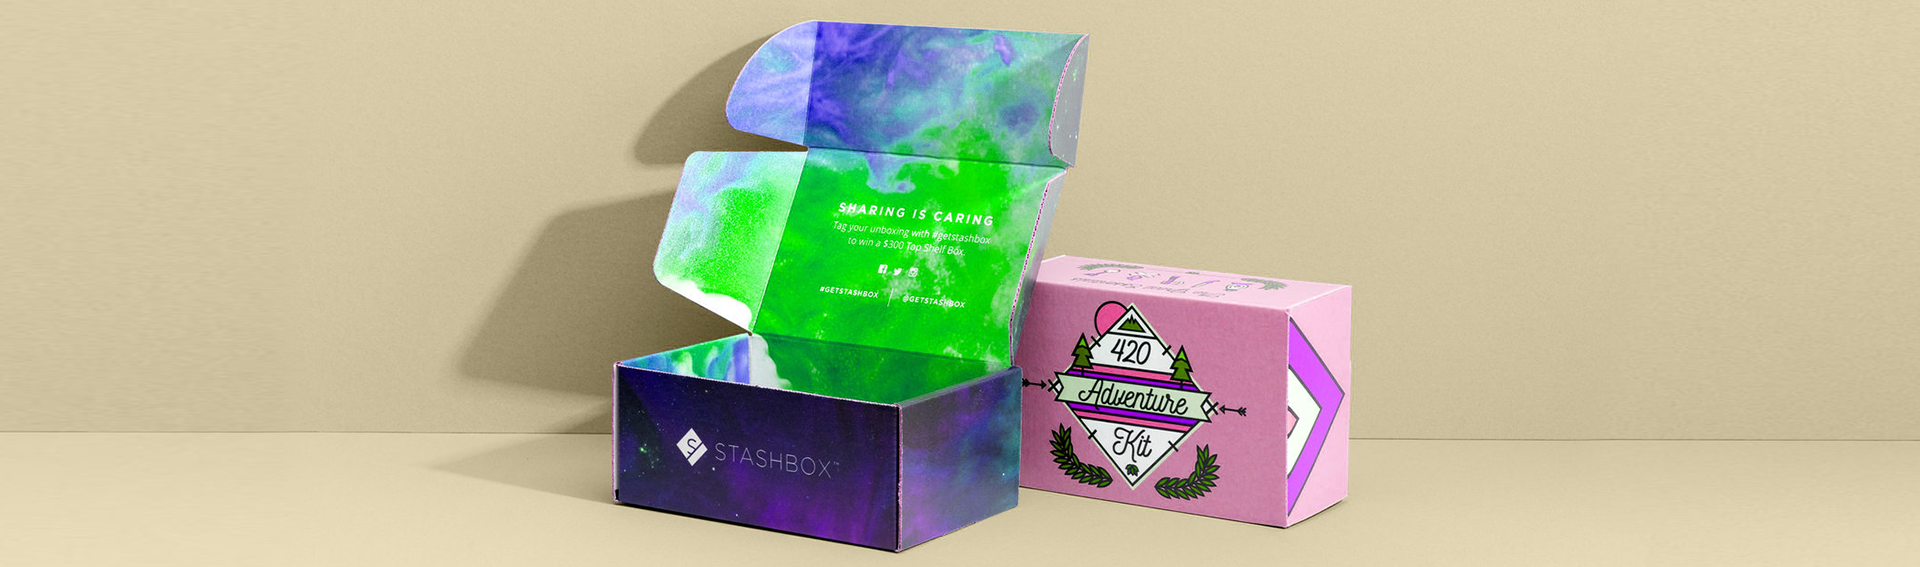 SHARING IS CARING
Tag your unboxing with #getstashbox
to win a $300 Top Shelf Box.
#GETSTASHBOX
@GETSTASHBOX
STASHBOX™
420
Adventure
Kit